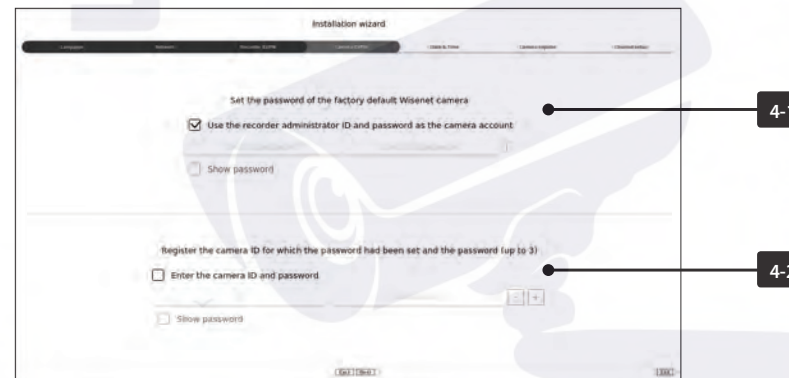 Installation wizard
Date & Time
Set the password of the factory default Wisenet camera
4-1
Use the recorder administrator ID and password as the camera account
Show password
Register the camera ID for which the password had been set and the password (up to 3)
4-2
Enter the camera ID and password
Show password